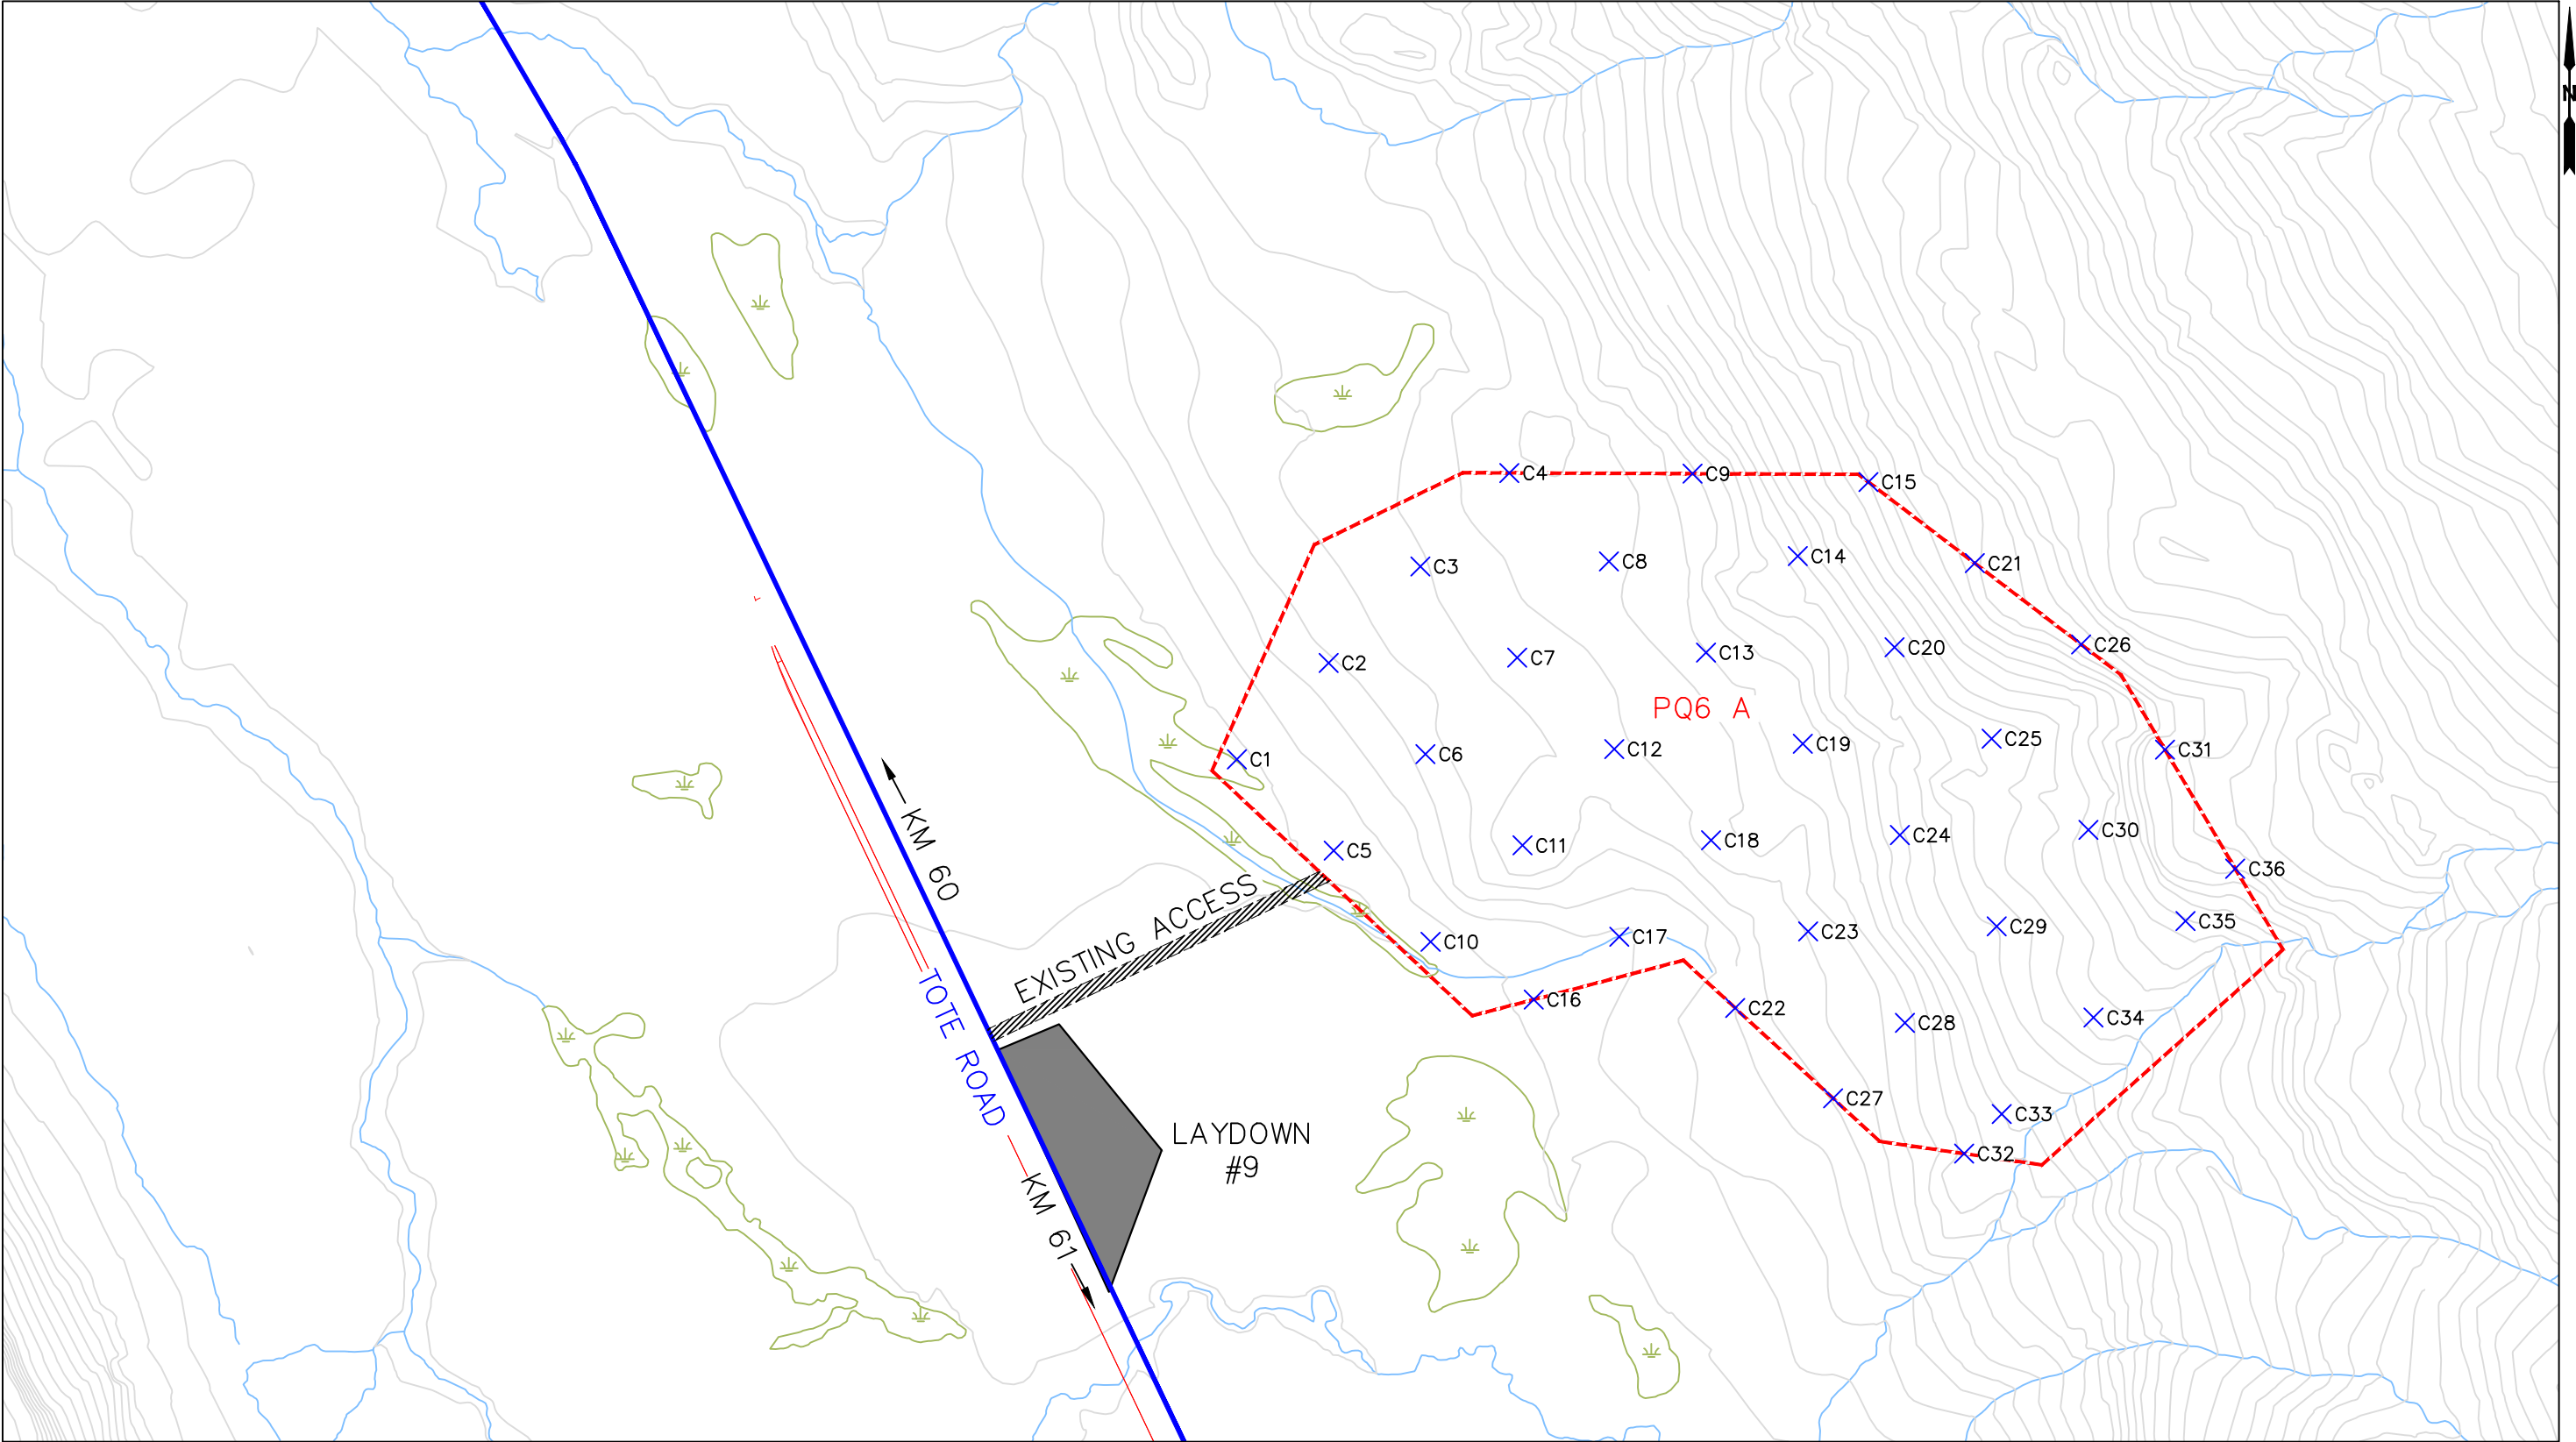 N
C4
C9
C15
C3
C8
C14
C21
C2
C7
C13
C20
C26
PQ6 A
C1
C6
C12
C19
C25
C31
KM 60
C5
C11
C18
C24
C30
C36
EXISTING ACCESS
C10
C17
C23
C29
C35
TOTE ROAD
C16
C22
C28
C34
C27
C33
LAYDOWN
#9
C32
KM 61